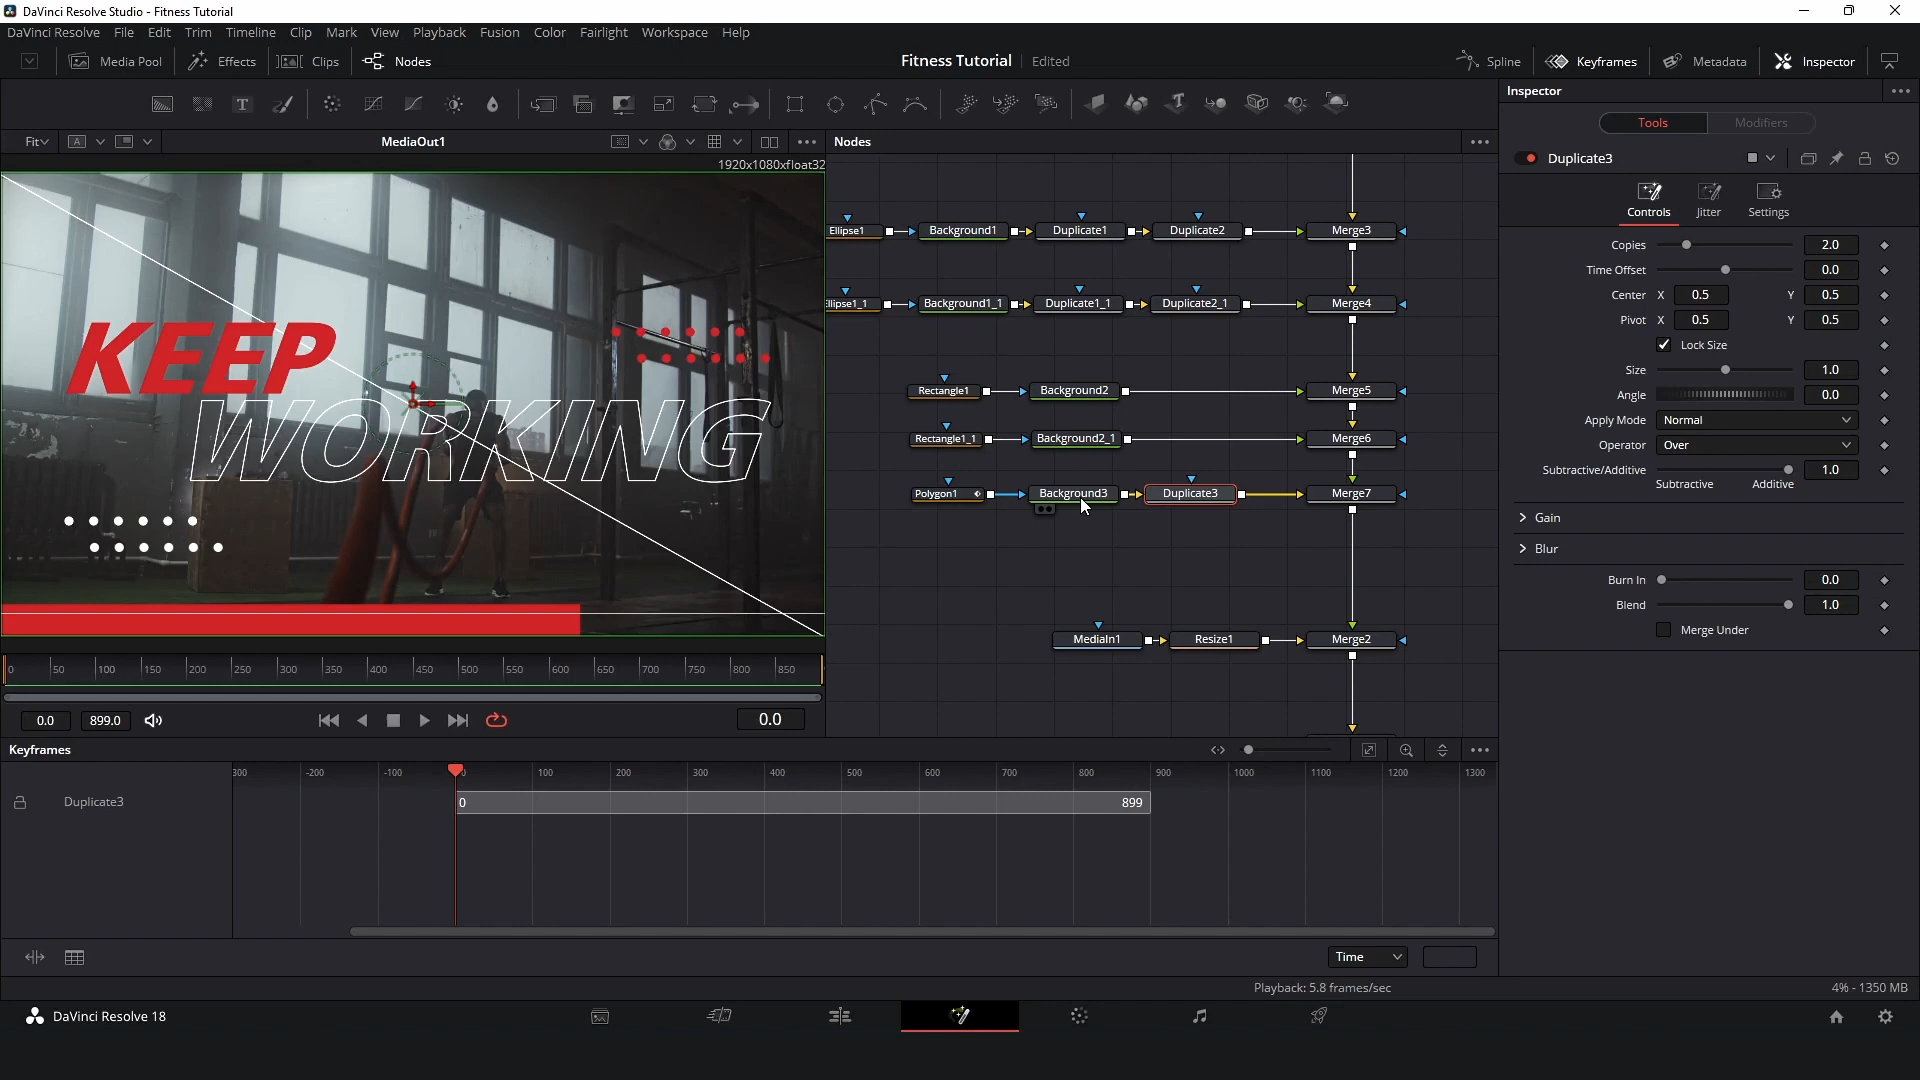 DaVinci Resolve Studio - Fitness Tutorial
DaVinci Resolve File Edit Trim Timeline Clip Mark View Playback Fusion Color Fairlight Workspace Help
Media Pool Effects Clips Nodes Fitness Tutorial Edited Spline Keyframes Metadata Inspector
Inspector
Tools Modifiers
Fit MediaOut1 Nodes
1920x1080xfloat32
Duplicate3
Controls Jitter Settings
Ellipse1 Background1 Duplicate1 Duplicate2 Merge3
Ellipse1_1 Background1_1 Duplicate1_1 Duplicate2_1 Merge4
Rectangle1 Background2 Merge5
Rectangle1_1 Background2_1 Merge6
Polygon1 Background3 Duplicate3 Merge7
MediaIn1 Resize1 Merge2
KEEP
WORKING
Copies 2.0
Time Offset 0.0
Center X 0.5 Y 0.5
Pivot X 0.5 Y 0.5
Lock Size
Size 1.0
Angle 0.0
Apply Mode Normal
Operator Over
Subtractive/Additive 1.0
Subtractive Additive
Gain
Blur
Burn In 0.0
Blend 1.0
Merge Under
0 50 100 150 200 250 300 350 400 450 500 550 600 650 700 750 800 850
0.0 899.0 0.0
Keyframes
300 -200 -100 0 100 200 300 400 500 600 700 800 900 1000 1100 1200 1300
Duplicate3 0 899
Time
Playback: 5.8 frames/sec 4% - 1350 MB
DaVinci Resolve 18